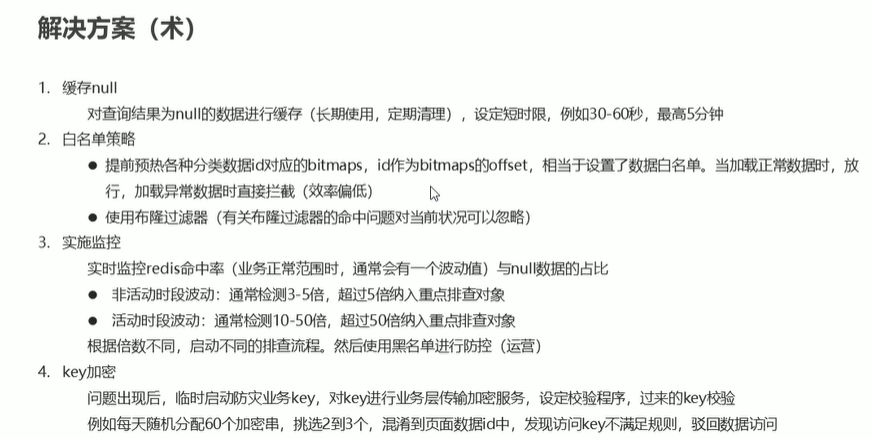 解决方案（术）
1. 缓存null
对查询结果为null的数据进行缓存（长期使用，定期清理），设定短时限，例如30-60秒，最高5分钟
2. 白名单策略
● 提前预热各种分类数据id对应的bitmaps，id作为bitmaps的offset，相当于设置了数据白名单。当加载正常数据时，放
行，加载异常数据时直接拦截（效率偏低）
● 使用布隆过滤器（有关布隆过滤器的命中问题对当前状况可以忽略）
3. 实施监控
实时监控redis命中率（业务正常范围时，通常会有一个波动值）与null数据的占比
● 非活动时段波动：通常检测3-5倍，超过5倍纳入重点排查对象
● 活动时段波动：通常检测10-50倍，超过50倍纳入重点排查对象
根据倍数不同，启动不同的排查流程。然后使用黑名单进行防控（运营）
4. key加密
问题出现后，临时启动防灾业务key，对key进行业务层传输加密服务，设定校验程序，过来的key校验
例如每天随机分配60个加密串，挑选2到3个，混淆到页面数据id中，发现访问key不满足规则，驳回数据访问